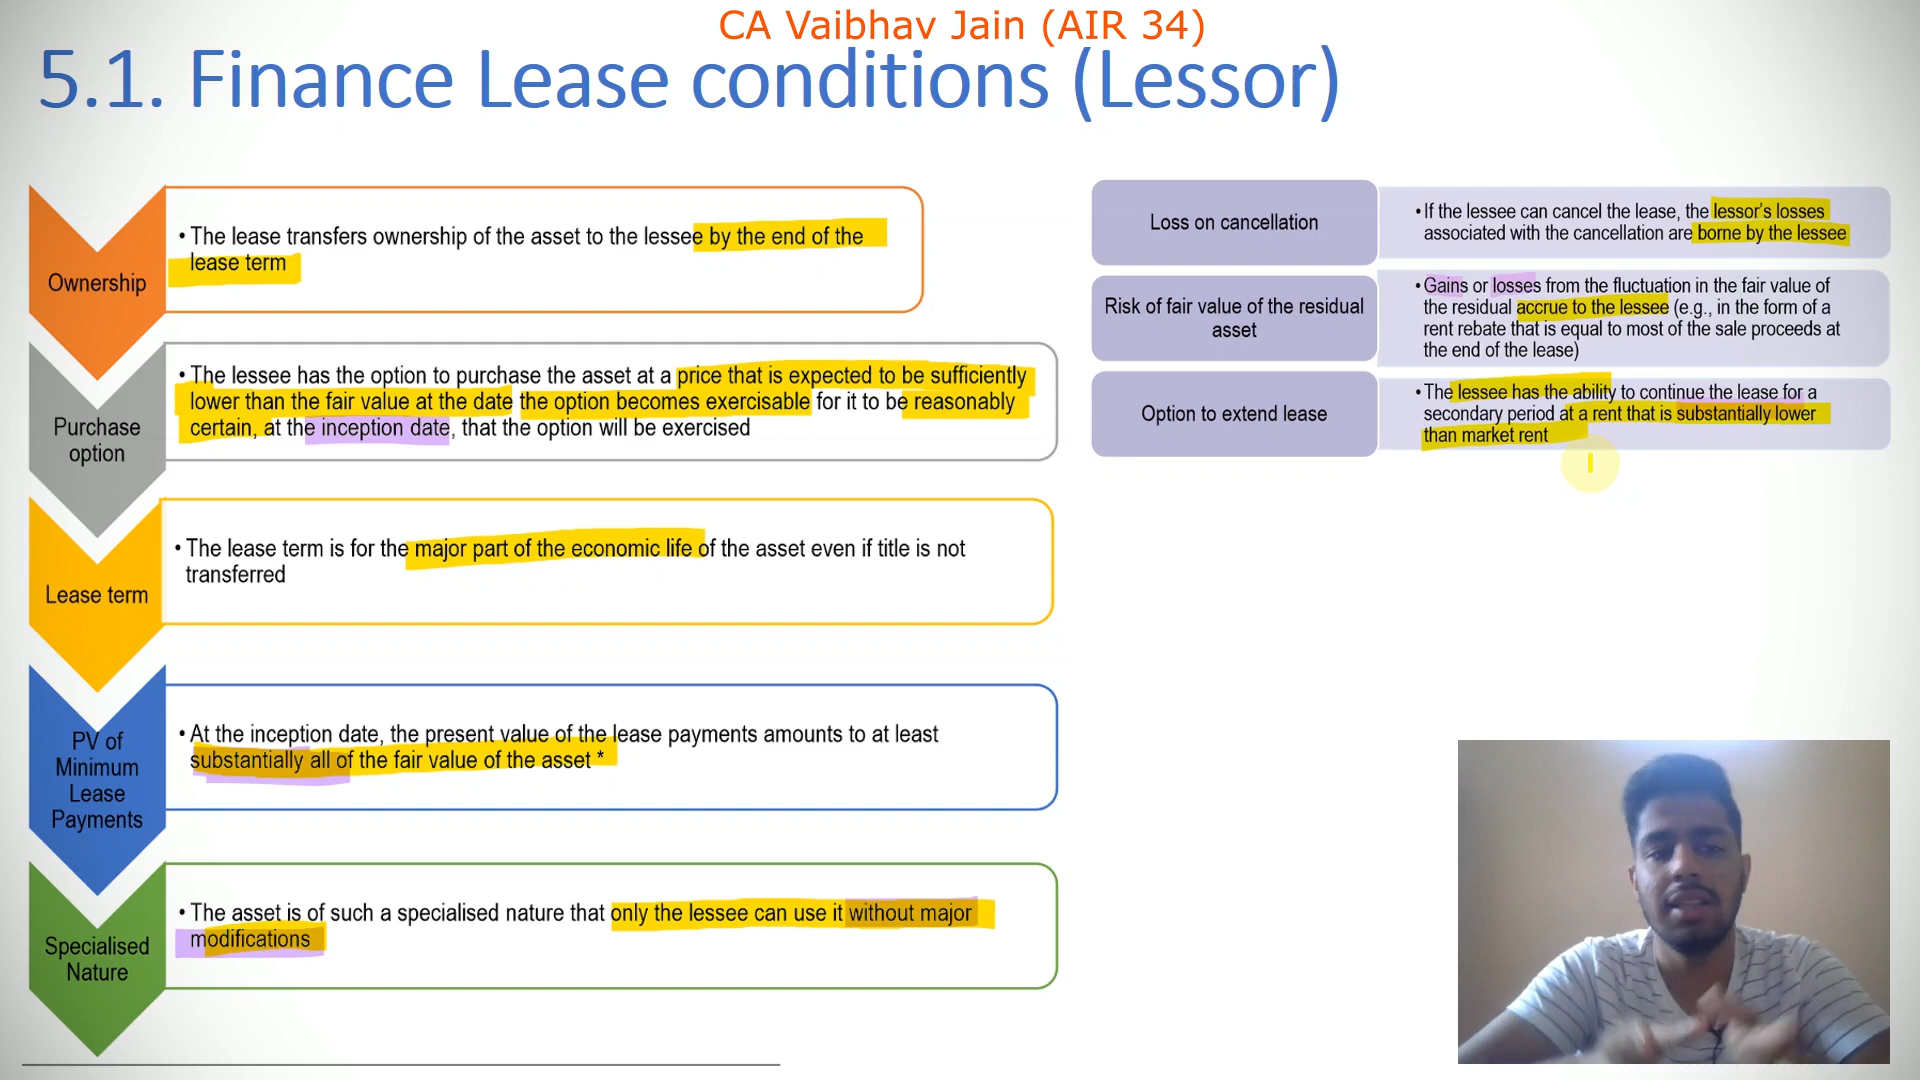 CA Vaibhav Jain (AIR 34)
5.1. Finance Lease conditions (Lessor)
Ownership
• The lease transfers ownership of the asset to the lessee by the end of the
lease term
Purchase
option
• The lessee has the option to purchase the asset at a price that is expected to be sufficiently
lower than the fair value at the date the option becomes exercisable for it to be reasonably
certain, at the inception date, that the option will be exercised
Lease term
• The lease term is for the major part of the economic life of the asset even if title is not
transferred
PV of
Minimum
Lease
Payments
• At the inception date, the present value of the lease payments amounts to at least
substantially all of the fair value of the asset *
Specialised
Nature
• The asset is of such a specialised nature that only the lessee can use it without major
modifications
Loss on cancellation
• If the lessee can cancel the lease, the lessor's losses
associated with the cancellation are borne by the lessee
Risk of fair value of the residual
asset
• Gains or losses from the fluctuation in the fair value of
the residual accrue to the lessee (e.g., in the form of a
rent rebate that is equal to most of the sale proceeds at
the end of the lease)
Option to extend lease
• The lessee has the ability to continue the lease for a
secondary period at a rent that is substantially lower
than market rent